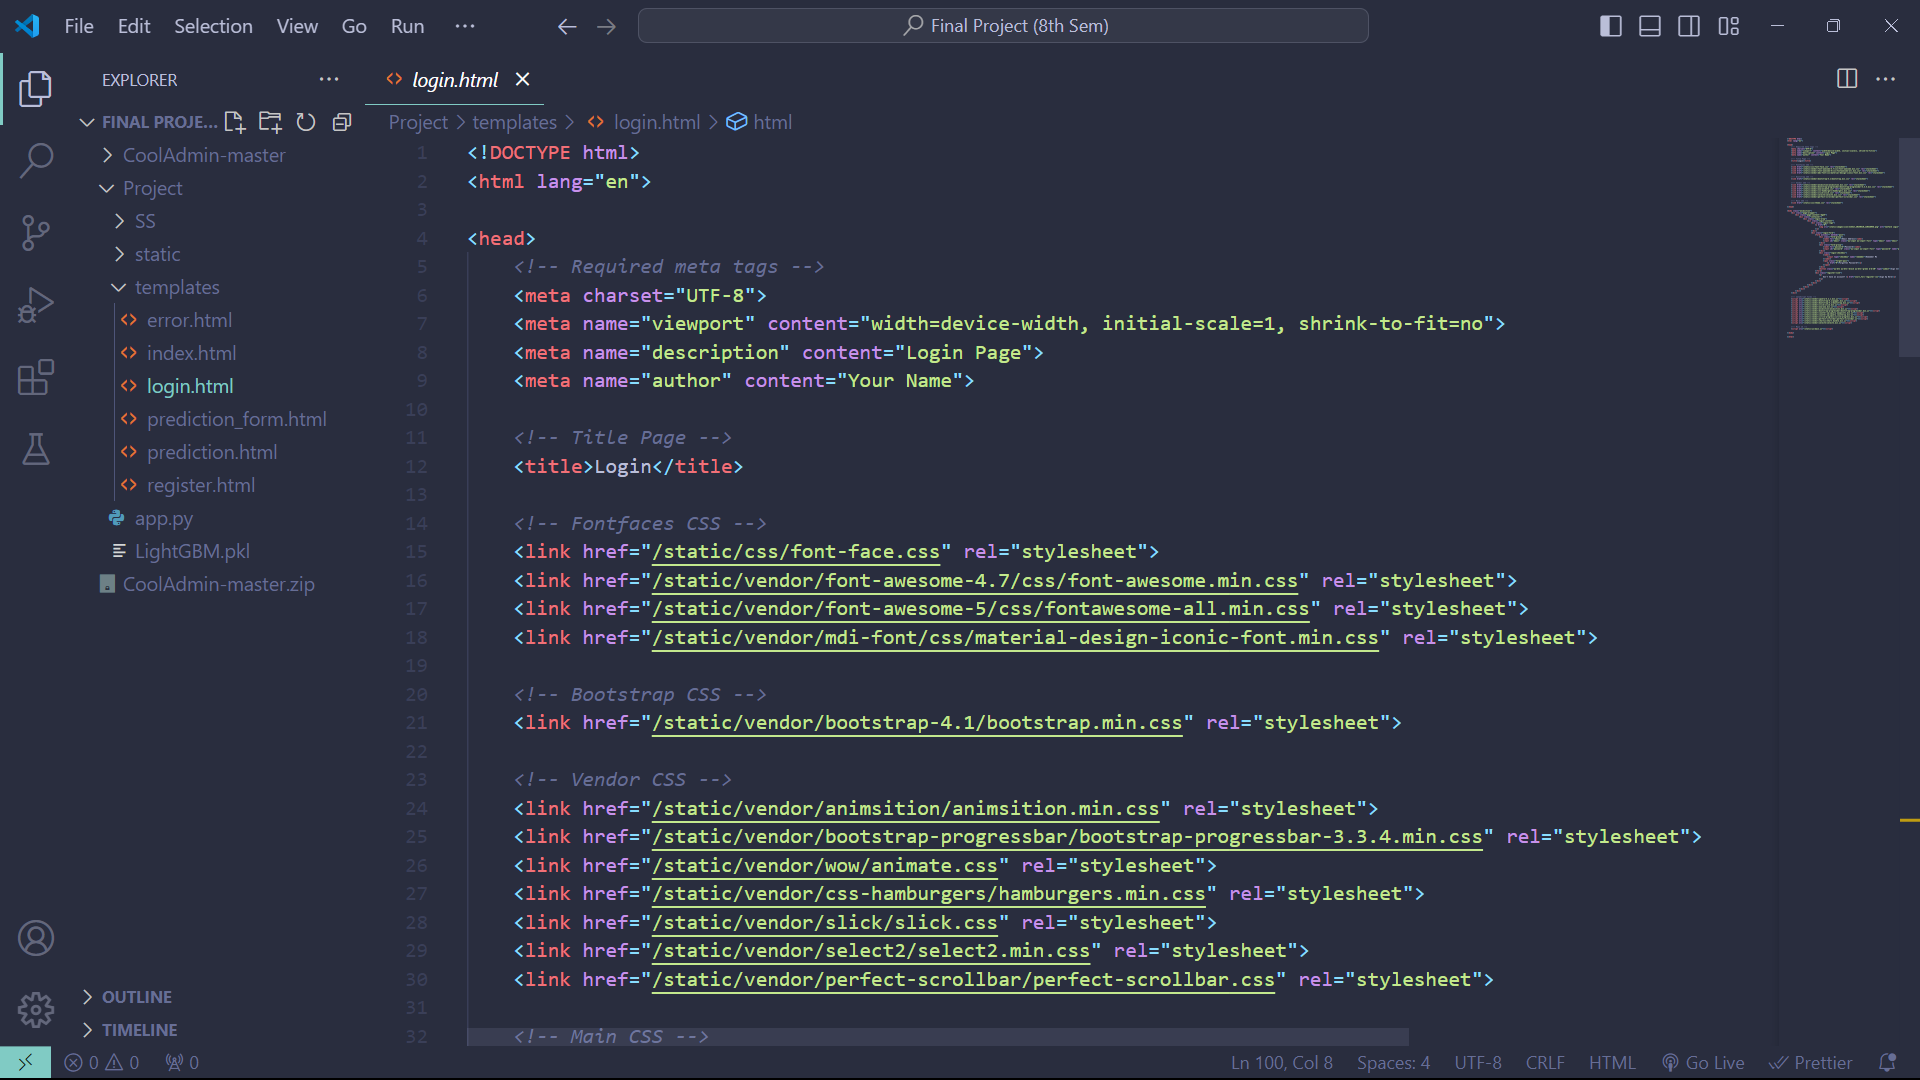 File Edit Selection View Go Run ···
Final Project (8th Sem)
EXPLORER
FINAL PROJE...
CoolAdmin-master
Project
SS
static
templates
error.html
index.html
login.html
prediction_form.html
prediction.html
register.html
app.py
LightGBM.pkl
CoolAdmin-master.zip
OUTLINE
TIMELINE
login.html
Project > templates > login.html > html
1 <!DOCTYPE html>
2 <html lang="en">
3
4 <head>
5 <!-- Required meta tags -->
6 <meta charset="UTF-8">
7 <meta name="viewport" content="width=device-width, initial-scale=1, shrink-to-fit=no">
8 <meta name="description" content="Login Page">
9 <meta name="author" content="Your Name">
10
11 <!-- Title Page -->
12 <title>Login</title>
13
14 <!-- Fontfaces CSS -->
15 <link href="/static/css/font-face.css" rel="stylesheet">
16 <link href="/static/vendor/font-awesome-4.7/css/font-awesome.min.css" rel="stylesheet">
17 <link href="/static/vendor/font-awesome-5/css/fontawesome-all.min.css" rel="stylesheet">
18 <link href="/static/vendor/mdi-font/css/material-design-iconic-font.min.css" rel="stylesheet">
19
20 <!-- Bootstrap CSS -->
21 <link href="/static/vendor/bootstrap-4.1/bootstrap.min.css" rel="stylesheet">
22
23 <!-- Vendor CSS -->
24 <link href="/static/vendor/animsition/animsition.min.css" rel="stylesheet">
25 <link href="/static/vendor/bootstrap-progressbar/bootstrap-progressbar-3.3.4.min.css" rel="stylesheet">
26 <link href="/static/vendor/wow/animate.css" rel="stylesheet">
27 <link href="/static/vendor/css-hamburgers/hamburgers.min.css" rel="stylesheet">
28 <link href="/static/vendor/slick/slick.css" rel="stylesheet">
29 <link href="/static/vendor/select2/select2.min.css" rel="stylesheet">
30 <link href="/static/vendor/perfect-scrollbar/perfect-scrollbar.css" rel="stylesheet">
31
32 <!-- Main CSS -->
0 0 0 Ln 100, Col 8 Spaces: 4 UTF-8 CRLF HTML Go Live Prettier